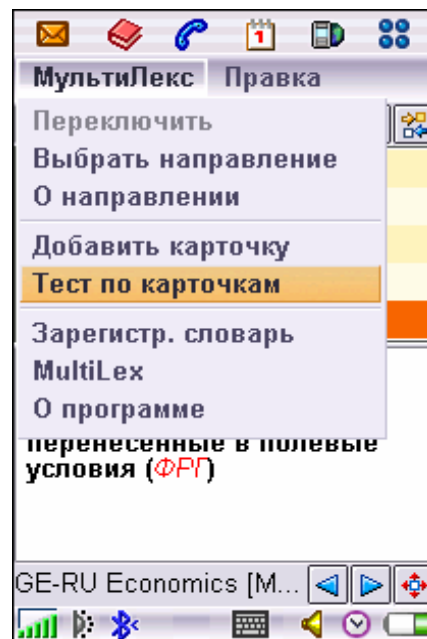 1
МультиЛекс Правка
Переключить
Выбрать направление
О направлении
Добавить карточку
Тест по карточкам
Зарегистр. словарь
MultiLex
О программе
перенесенные в полевые
условия (ФРГ)
GE-RU Economics [M...